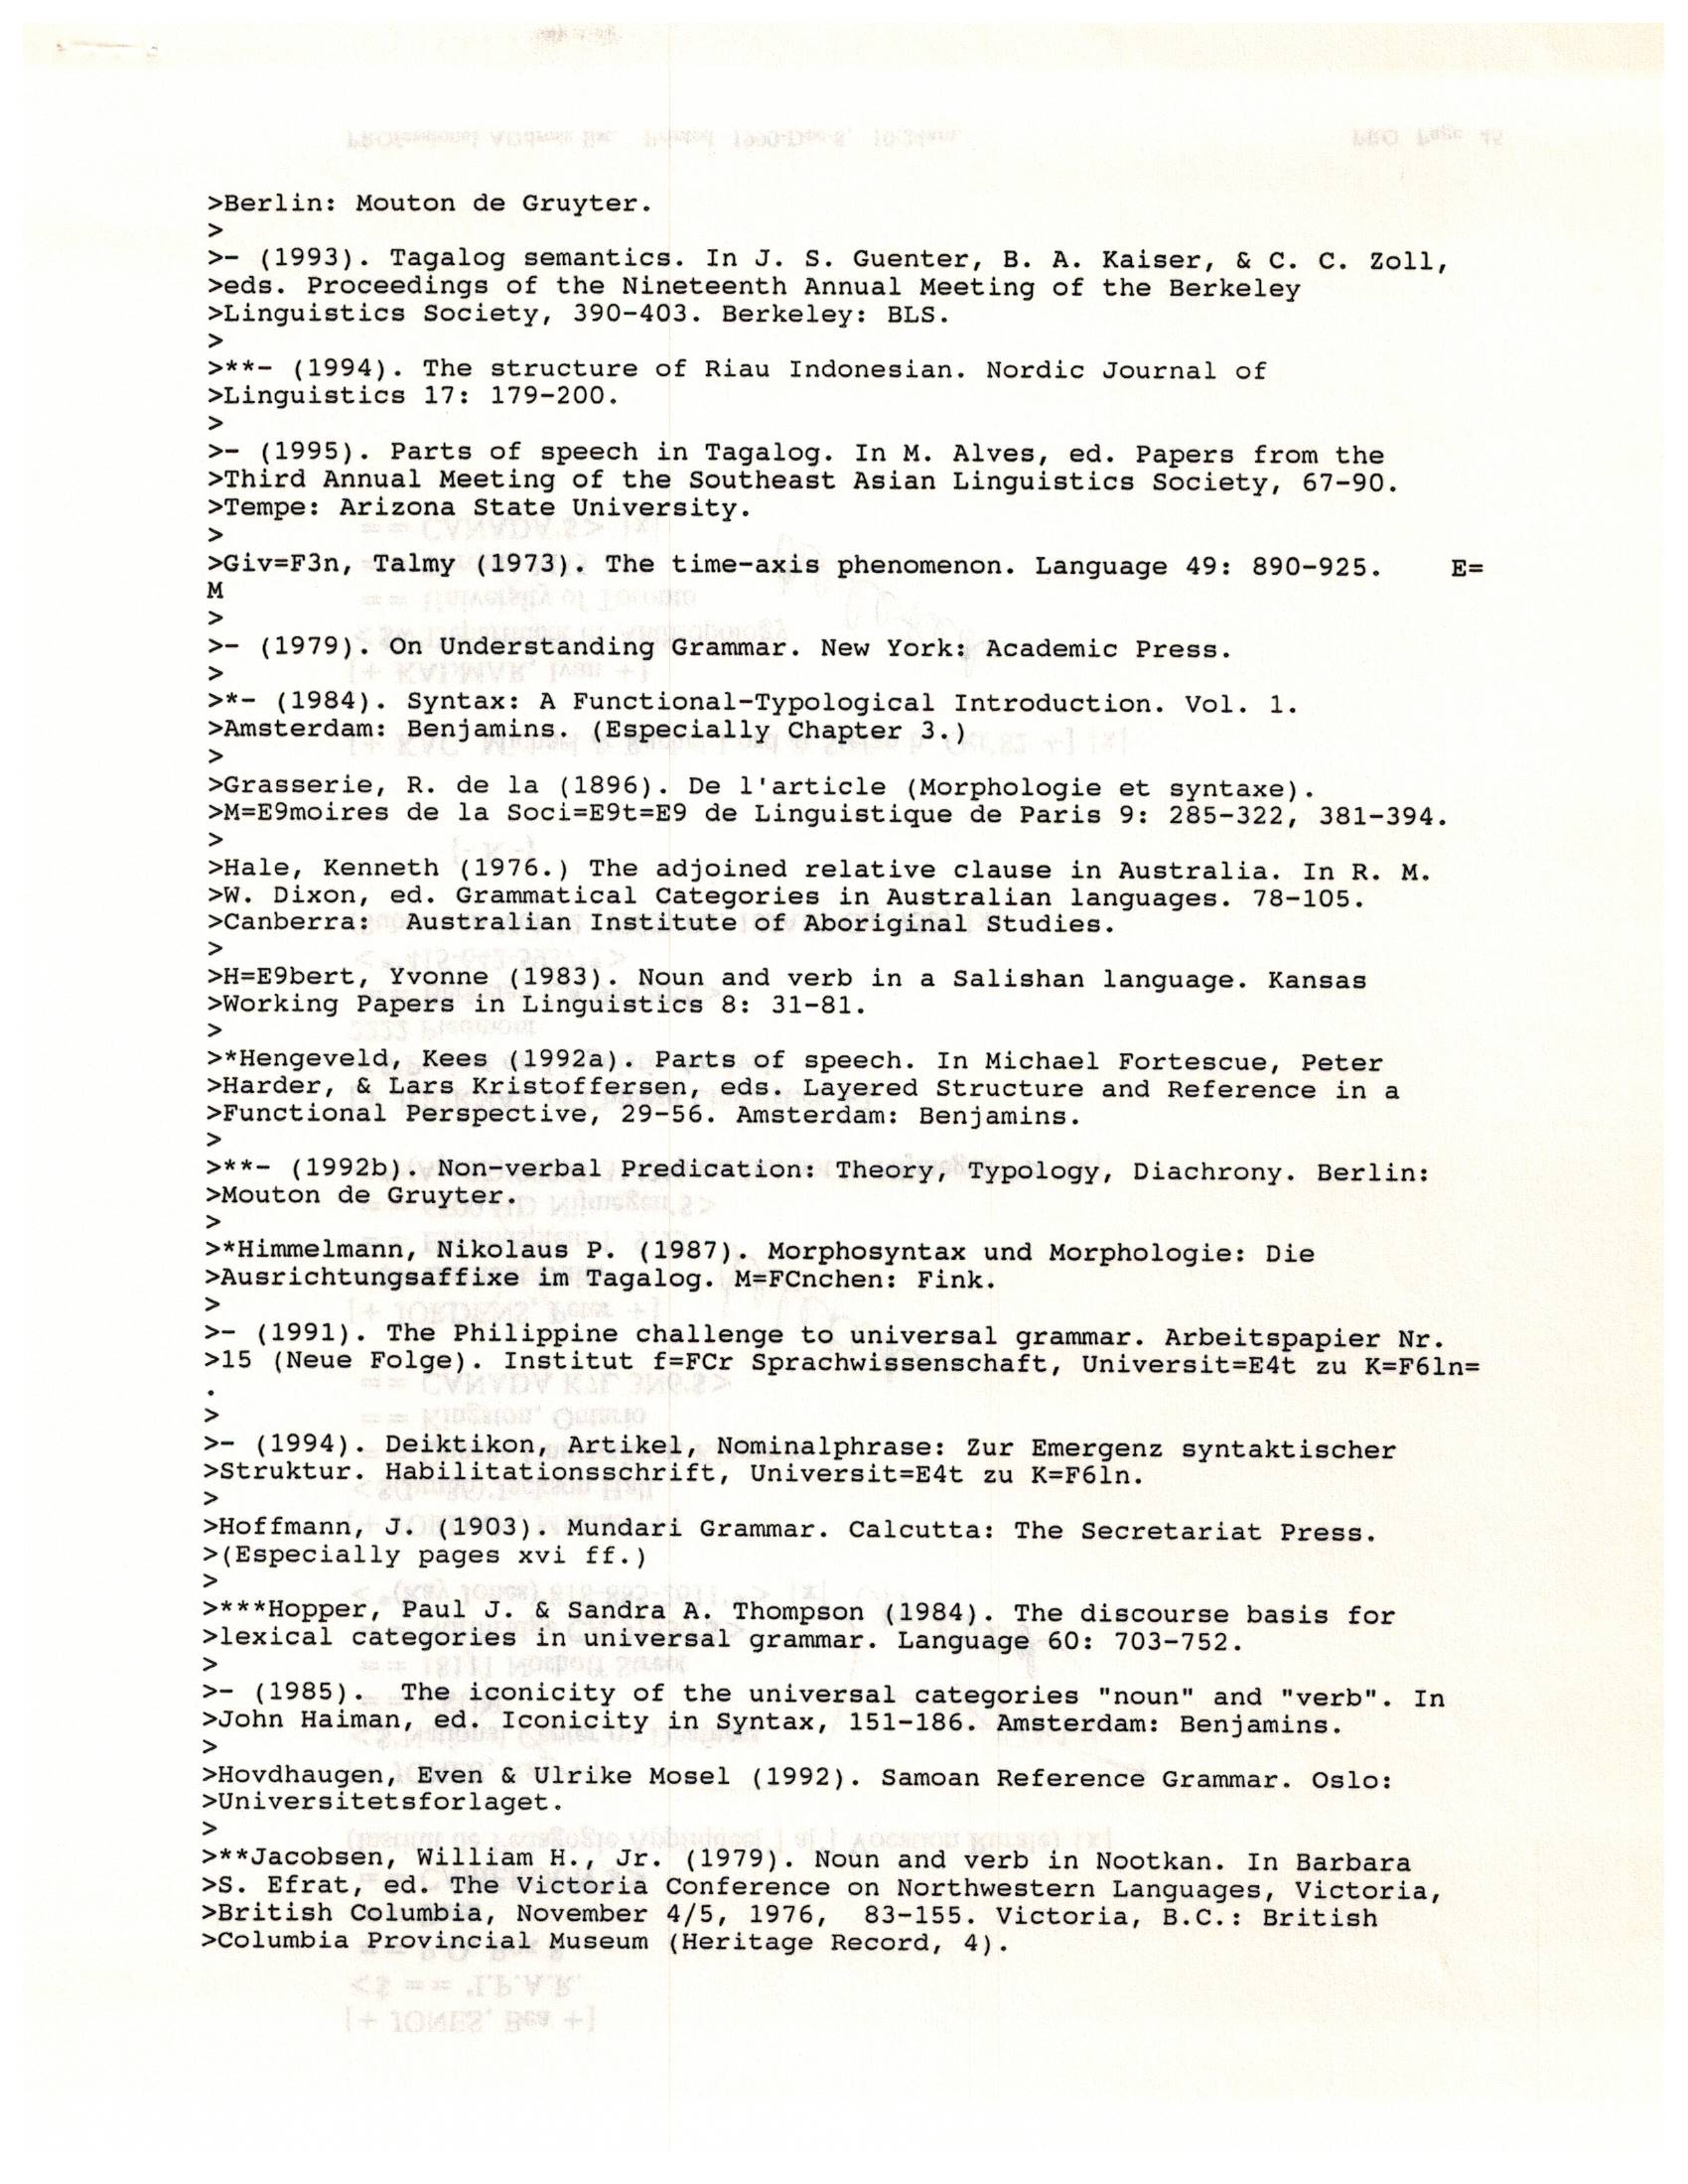 >Berlin: Mouton de Gruyter.
>
>- (1993). Tagalog semantics. In J. S. Guenter, B. A. Kaiser, & C. C. Zoll,
>eds. Proceedings of the Nineteenth Annual Meeting of the Berkeley
>Linguistics Society, 390-403. Berkeley: BLS.
>
>**- (1994). The structure of Riau Indonesian. Nordic Journal of
>Linguistics 17: 179-200.
>
>- (1995). Parts of speech in Tagalog. In M. Alves, ed. Papers from the
>Third Annual Meeting of the Southeast Asian Linguistics Society, 67-90.
>Tempe: Arizona State University.
>
>Giv=F3n, Talmy (1973). The time-axis phenomenon. Language 49: 890-925.    E=
M
>
>- (1979). On Understanding Grammar. New York: Academic Press.
>
>*- (1984). Syntax: A Functional-Typological Introduction. Vol. 1.
>Amsterdam: Benjamins. (Especially Chapter 3.)
>
>Grasserie, R. de la (1896). De l'article (Morphologie et syntaxe).
>M=E9moires de la Soci=E9t=E9 de Linguistique de Paris 9: 285-322, 381-394.
>
>Hale, Kenneth (1976.) The adjoined relative clause in Australia. In R. M.
>W. Dixon, ed. Grammatical Categories in Australian languages. 78-105.
>Canberra:  Australian Institute of Aboriginal Studies.
>
>H=E9bert, Yvonne (1983). Noun and verb in a Salishan language. Kansas
>Working Papers in Linguistics 8: 31-81.
>
>*Hengeveld, Kees (1992a). Parts of speech. In Michael Fortescue, Peter
>Harder, & Lars Kristoffersen, eds. Layered Structure and Reference in a
>Functional Perspective, 29-56. Amsterdam: Benjamins.
>
>**- (1992b). Non-verbal Predication: Theory, Typology, Diachrony. Berlin:
>Mouton de Gruyter.
>
>*Himmelmann, Nikolaus P. (1987). Morphosyntax und Morphologie: Die
>Ausrichtungsaffixe im Tagalog. M=FCnchen: Fink.
>
>- (1991). The Philippine challenge to universal grammar. Arbeitspapier Nr.
>15 (Neue Folge). Institut f=FCr Sprachwissenschaft, Universit=E4t zu K=F6ln=
.
>
>- (1994). Deiktikon, Artikel, Nominalphrase: Zur Emergenz syntaktischer
>Struktur. Habilitationsschrift, Universit=E4t zu K=F6ln.
>
>Hoffmann, J. (1903). Mundari Grammar. Calcutta: The Secretariat Press.
>(Especially pages xvi ff.)
>
>***Hopper, Paul J. & Sandra A. Thompson (1984). The discourse basis for
>lexical categories in universal grammar. Language 60: 703-752.
>
>- (1985).  The iconicity of the universal categories "noun" and "verb". In
>John Haiman, ed. Iconicity in Syntax, 151-186. Amsterdam: Benjamins.
>
>Hovdhaugen, Even & Ulrike Mosel (1992). Samoan Reference Grammar. Oslo:
>Universitetsforlaget.
>
>**Jacobsen, William H., Jr. (1979). Noun and verb in Nootkan. In Barbara
>S. Efrat, ed. The Victoria Conference on Northwestern Languages, Victoria,
>British Columbia, November 4/5, 1976,  83-155. Victoria, B.C.: British
>Columbia Provincial Museum (Heritage Record, 4).